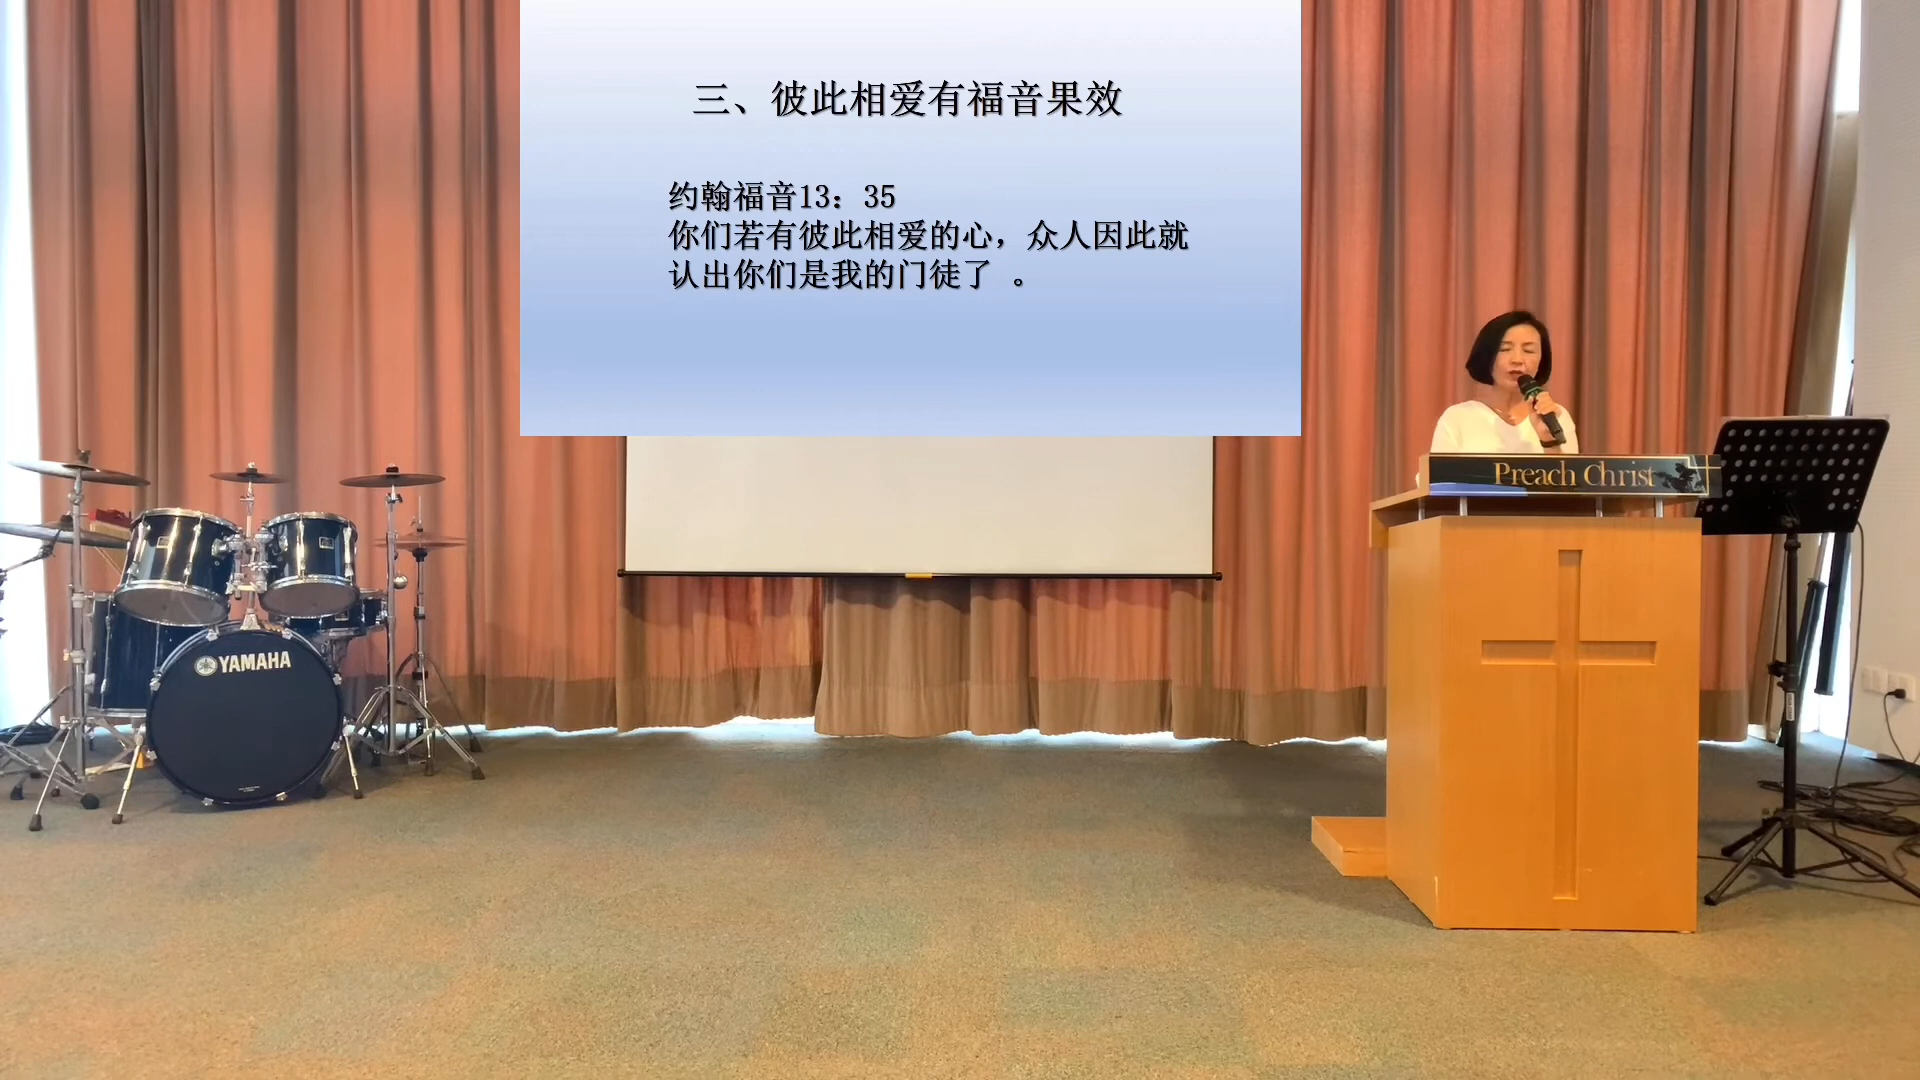 三、彼此相爱有福音果效
约翰福音13：35
你们若有彼此相爱的心，众人因此就
认出你们是我的门徒了 。
Preach Christ
YAMAHA